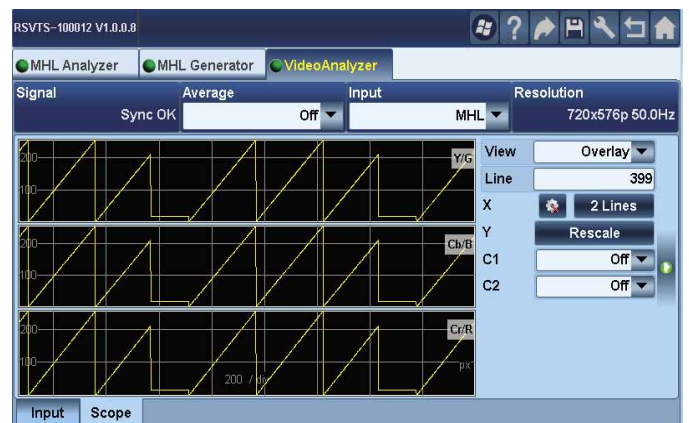 RSVTS-100012 V1.0.0.8
?
MHL Analyzer MHL Generator VideoAnalyzer
Signal Average Input Resolution
Sync OK Off MHL 720x576p 50.0Hz
200 Y/G
100
200 Cb/B
100
200 Cr/R
100 px
200 / div
View Overlay
Line 399
X 2 Lines
Y Rescale
C1 Off
C2 Off
Input Scope